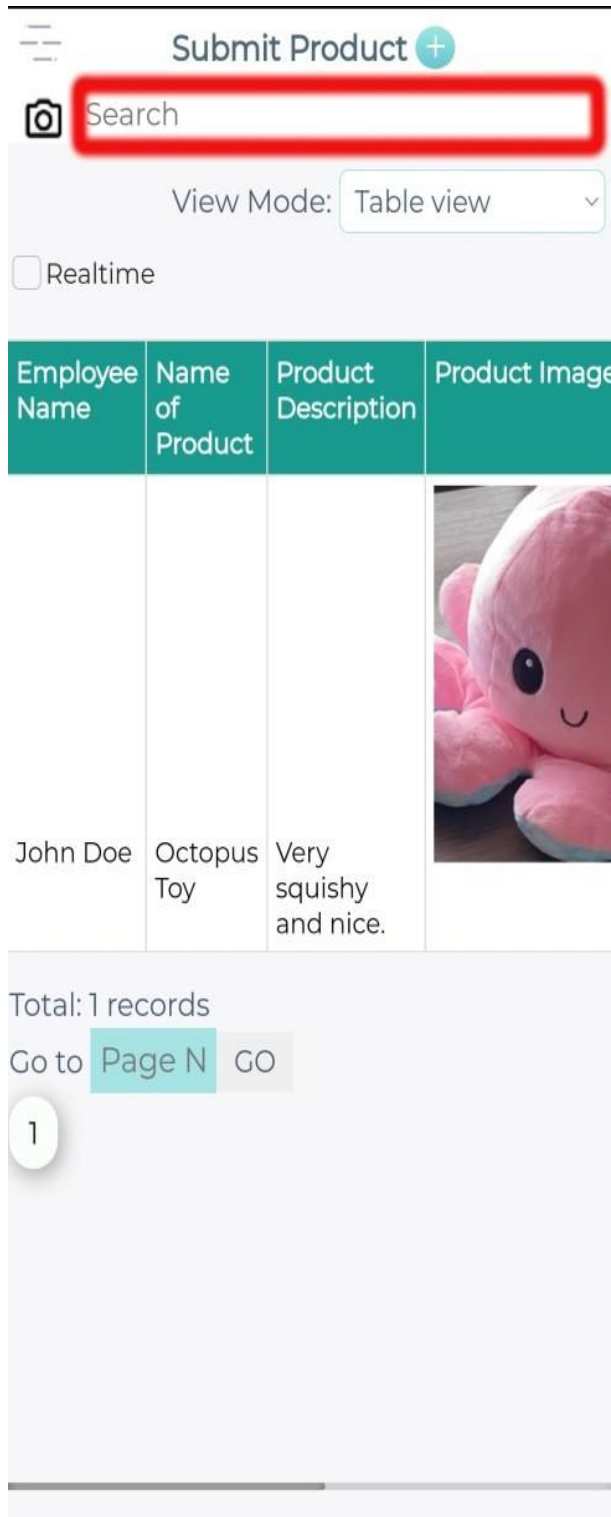 Submit Product +
Search
View Mode: Table view
Realtime
Employee Name
Name of Product
Product Description
Product Image
John Doe
Octopus Toy
Very squishy and nice.
Total: 1 records
Go to Page N GO
1